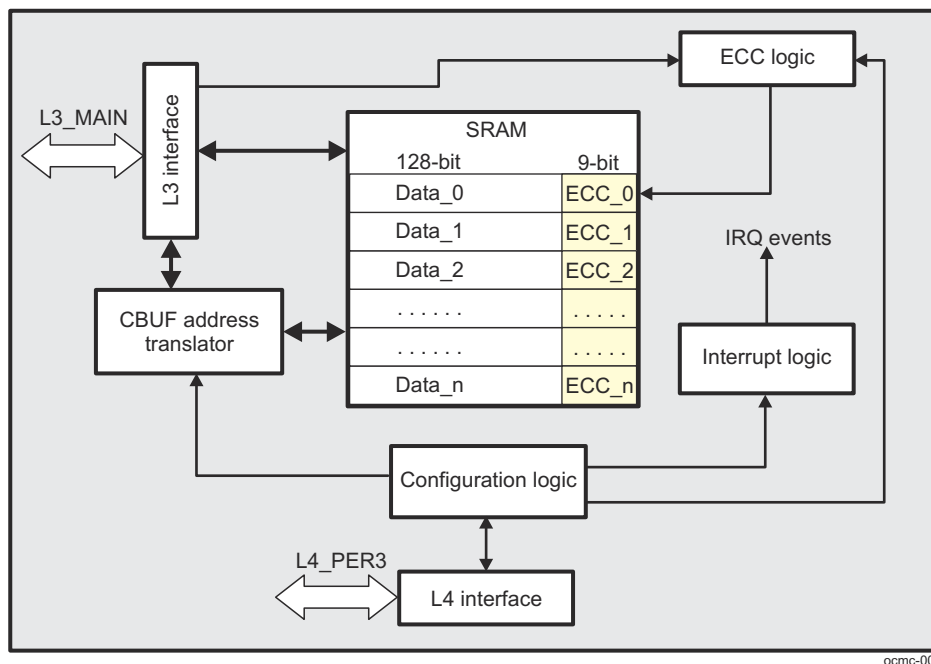 ECC logic
L3_MAIN
L3 interface
SRAM
128-bit 9-bit
Data_0 ECC_0
Data_1 ECC_1
Data_2 ECC_2
. . . . . . . . . . .
. . . . . . . . . . .
Data_n ECC_n
IRQ events
CBUF address
translator
Interrupt logic
Configuration logic
L4_PER3
L4 interface